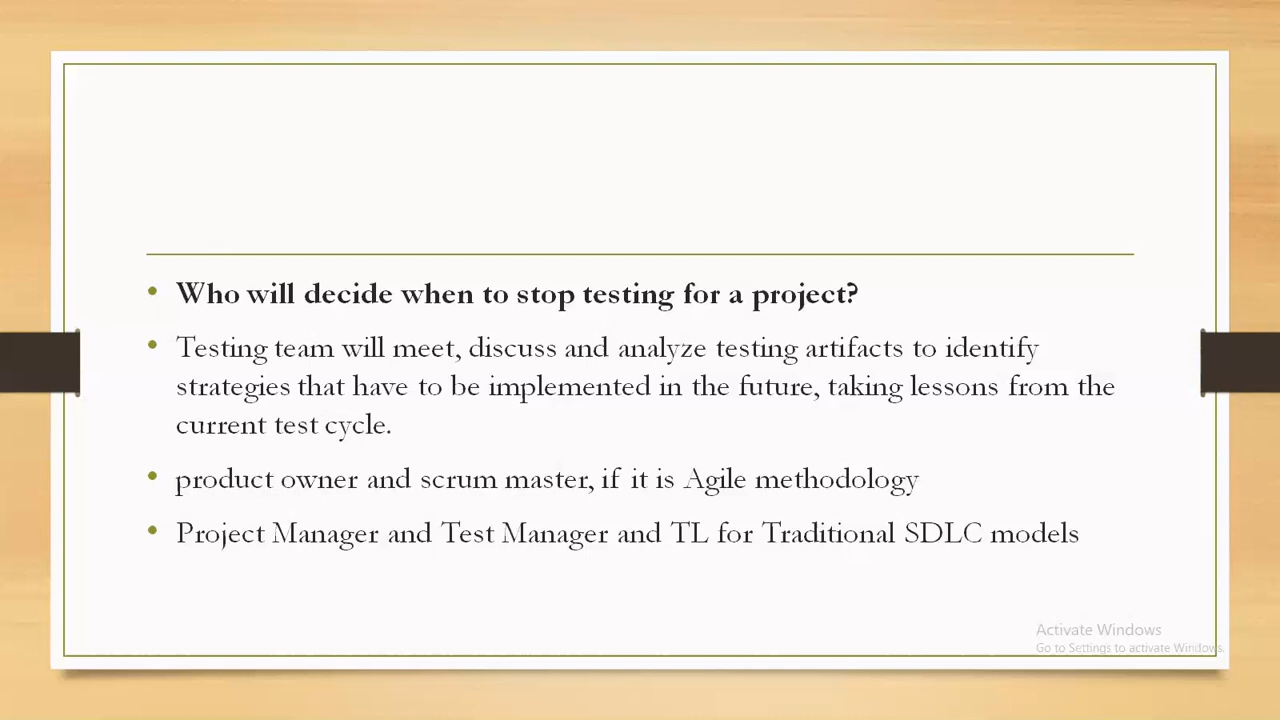 • Who will decide when to stop testing for a project?
• Testing team will meet, discuss and analyze testing artifacts to identify
strategies that have to be implemented in the future, taking lessons from the
current test cycle.
• product owner and scrum master, if it is Agile methodology
• Project Manager and Test Manager and TL for Traditional SDLC models
Activate Windows
Go to Settings to activate Windows.